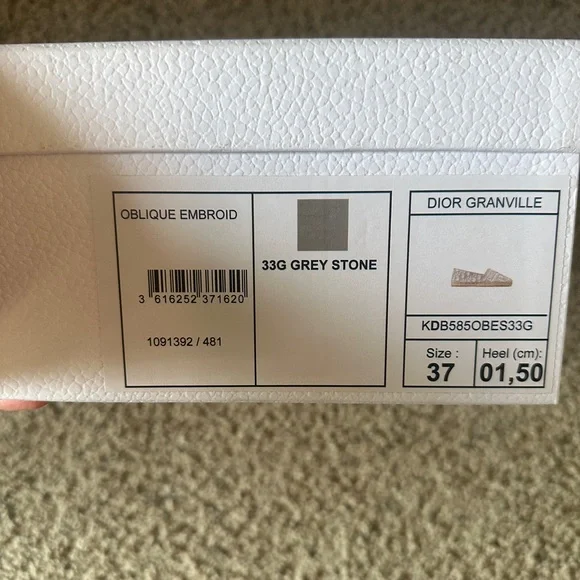 OBLIQUE EMBROID
3 616252 371620
1091392 / 481
33G GREY STONE
DIOR GRANVILLE
KDB585OBES33G
Size :
37
Heel (cm):
01,50